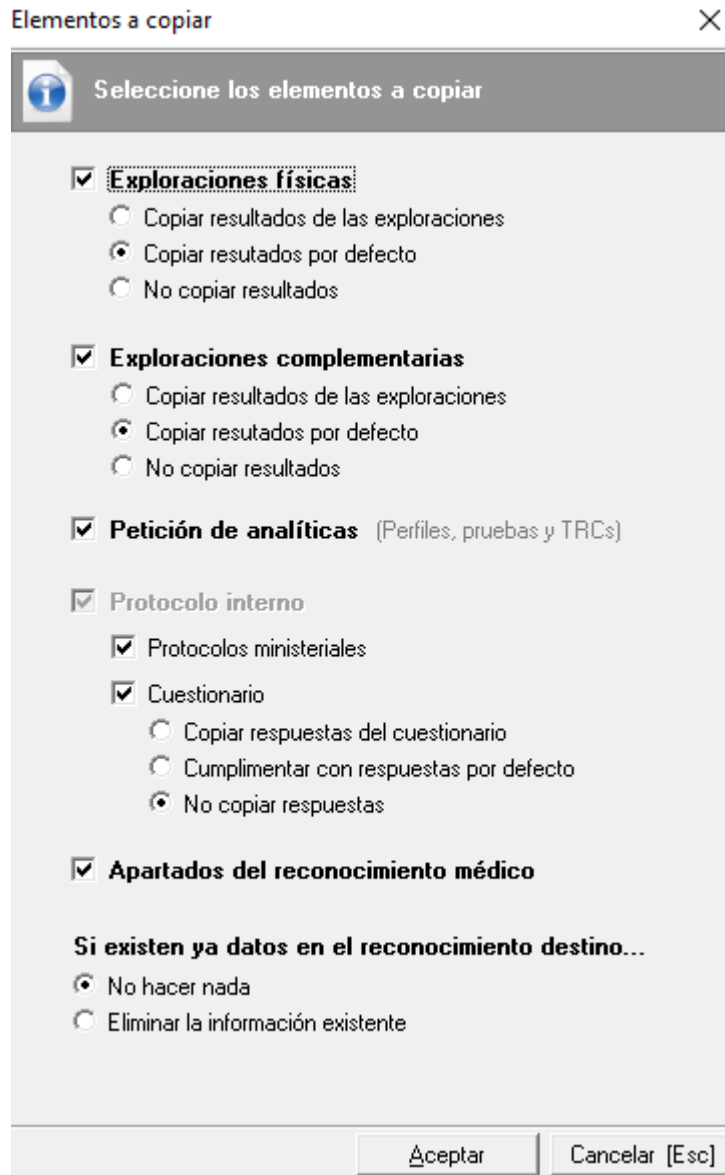 Elementos a copiar
Seleccione los elementos a copiar
Exploraciones físicas
Copiar resultados de las exploraciones
Copiar resutados por defecto
No copiar resultados
Exploraciones complementarias
Copiar resultados de las exploraciones
Copiar resutados por defecto
No copiar resultados
Petición de analíticas (Perfiles, pruebas y TRCs)
Protocolo interno
Protocolos ministeriales
Cuestionario
Copiar respuestas del cuestionario
Cumplimentar con respuestas por defecto
No copiar respuestas
Apartados del reconocimiento médico
Si existen ya datos en el reconocimiento destino...
No hacer nada
Eliminar la información existente
Aceptar Cancelar [Esc]